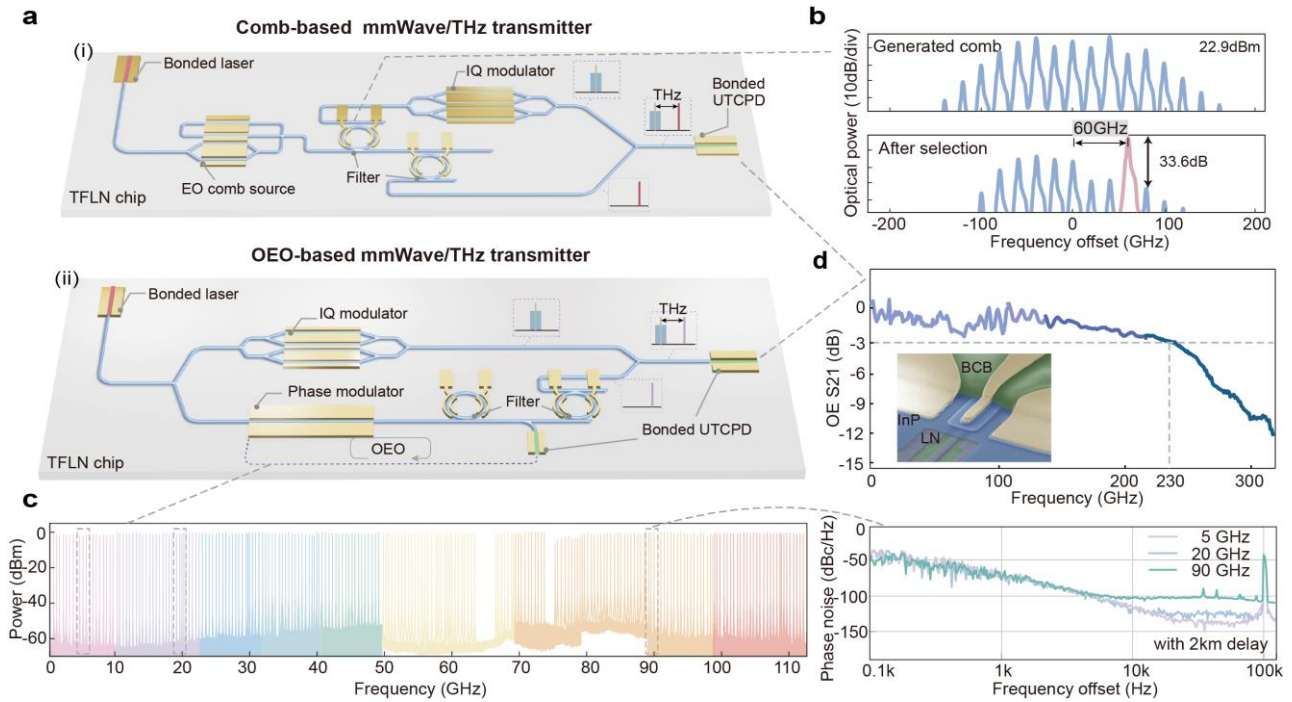 a
Comb-based mmWave/THz transmitter
(i)
Bonded laser
IQ modulator
THz
Bonded
UTCPD
EO comb source
Filter
TFLN chip
OEO-based mmWave/THz transmitter
(ii)
Bonded laser
IQ modulator
THz
Phase modulator
Filter
Bonded UTCPD
OEO
TFLN chip
b
Generated comb
22.9dBm
60GHz
After selection
33.6dB
Optical power (10dB/div)
-200 -100 0 100 200
Frequency offset (GHz)
d
0
-3
-6
-9
-12
-15
OE S21 (dB)
BCB
InP
LN
0 100 200 230 300
Frequency (GHz)
c
0
-20
-40
-60
Power (dBm)
0 10 20 30 40 50 60 70 80 90 100 110
Frequency (GHz)
0
-50
-100
-150
Phase noise (dBc/Hz)
5 GHz
20 GHz
90 GHz
with 2km delay
0.1k 1k 10k 100k
Frequency offset (Hz)